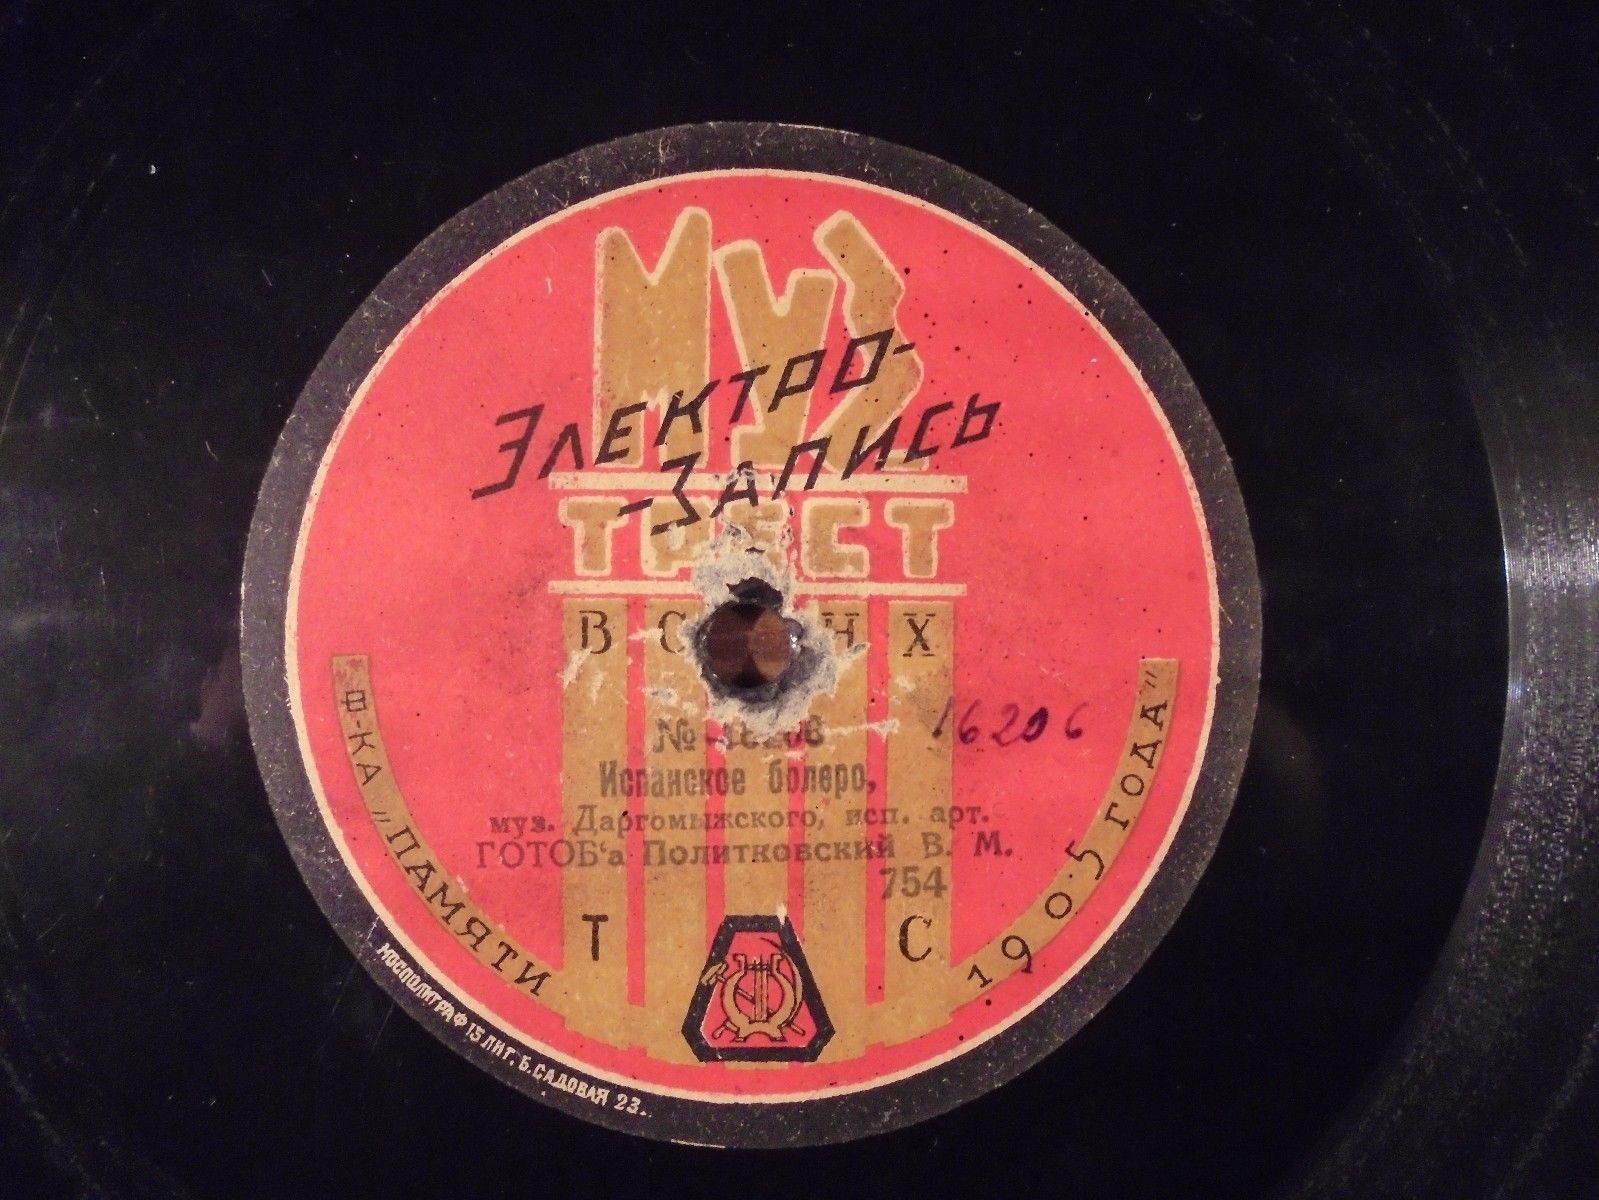 МУЗ
ЭЛЕКТРО-
-ЗАПИСЬ
ТРЕСТ
В С Н Х
16206
№
Испанское болеро,
муз. Даргомыжского, исп. арт.
ГОТОБ‘а Политковский В. М.
754
Т С
Ф-КА „ПАМЯТИ 1905 ГОДА”
МОСПОЛИГРАФ 15 ЛИТ. Б. САДОВАЯ 23.